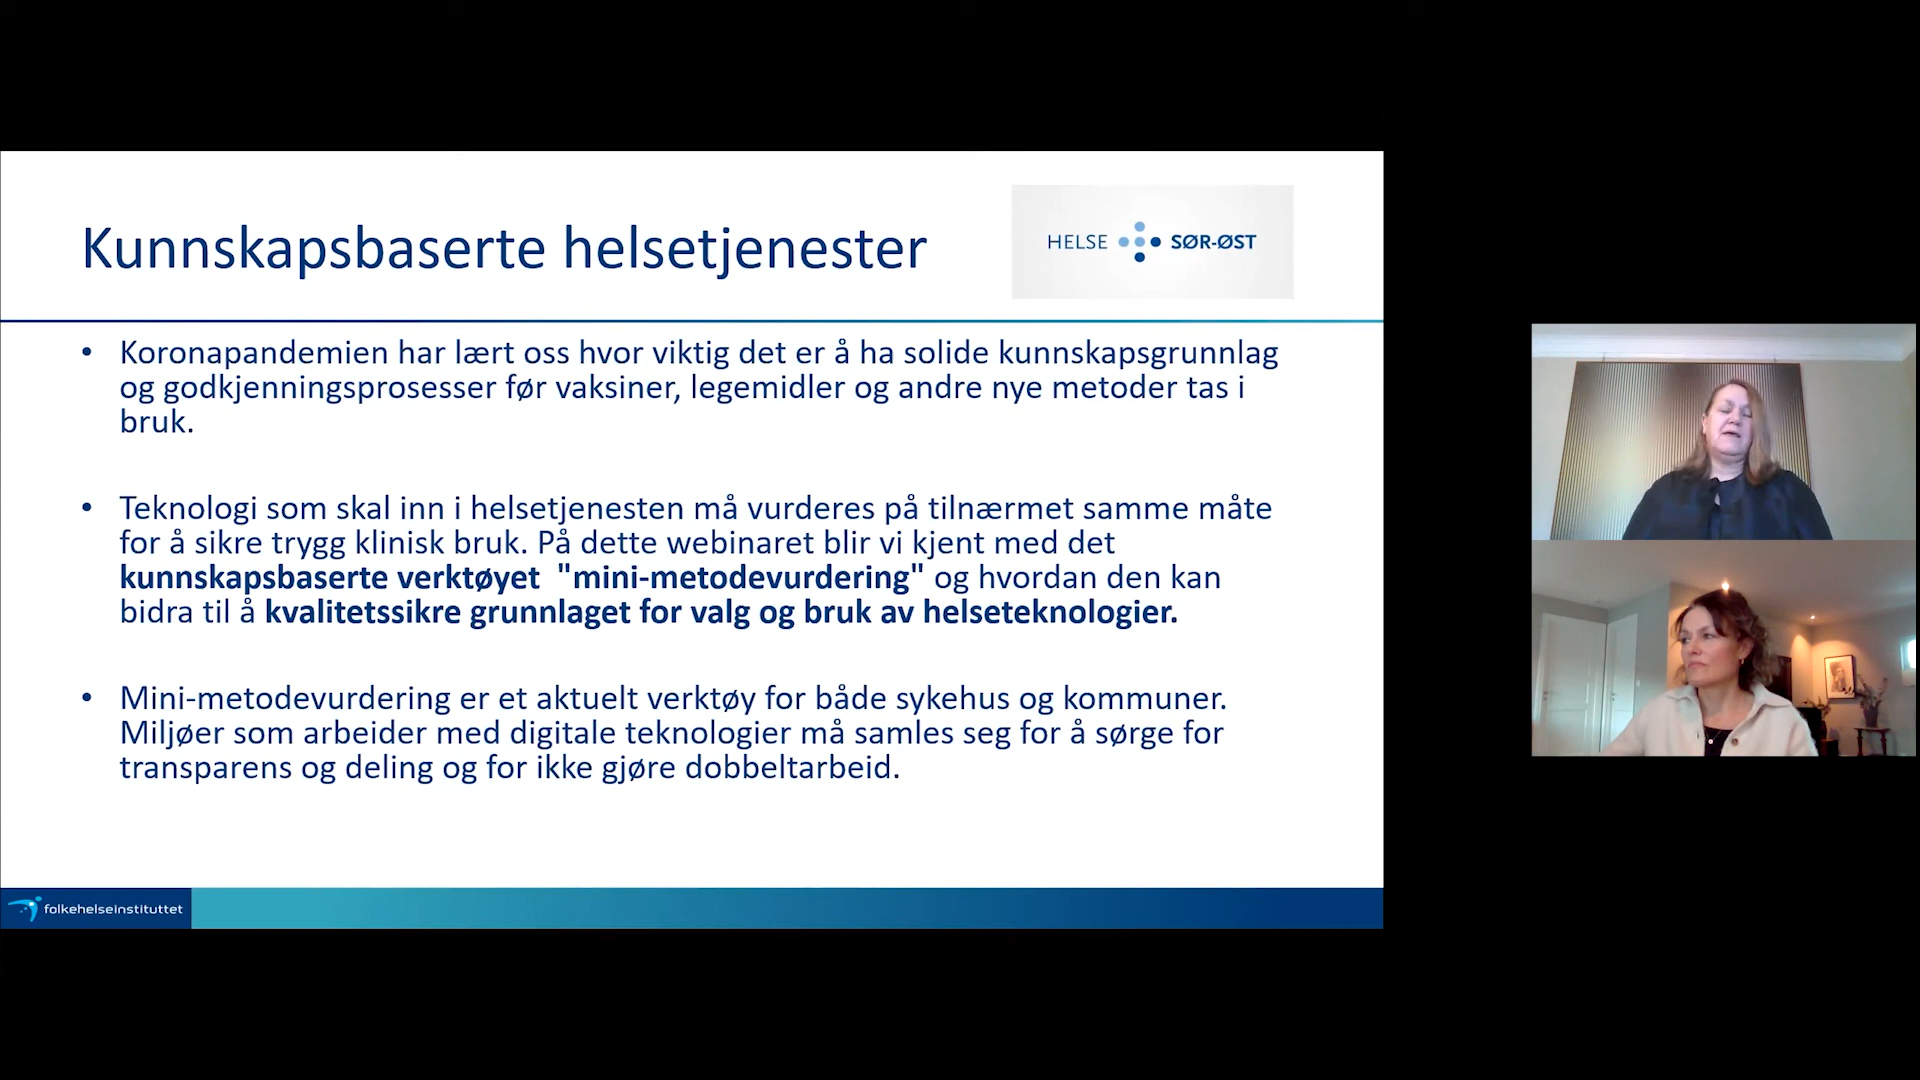 Kunnskapsbaserte helsetjenester
HELSE SØR-ØST
• Koronapandemien har lært oss hvor viktig det er å ha solide kunnskapsgrunnlag
og godkjenningsprosesser før vaksiner, legemidler og andre nye metoder tas i
bruk.
• Teknologi som skal inn i helsetjenesten må vurderes på tilnærmet samme måte
for å sikre trygg klinisk bruk. På dette webinaret blir vi kjent med det
kunnskapsbaserte verktøyet  "mini-metodevurdering" og hvordan den kan
bidra til å kvalitetssikre grunnlaget for valg og bruk av helseteknologier.
• Mini-metodevurdering er et aktuelt verktøy for både sykehus og kommuner.
Miljøer som arbeider med digitale teknologier må samles seg for å sørge for
transparens og deling og for ikke gjøre dobbeltarbeid.
folkehelseinstituttet